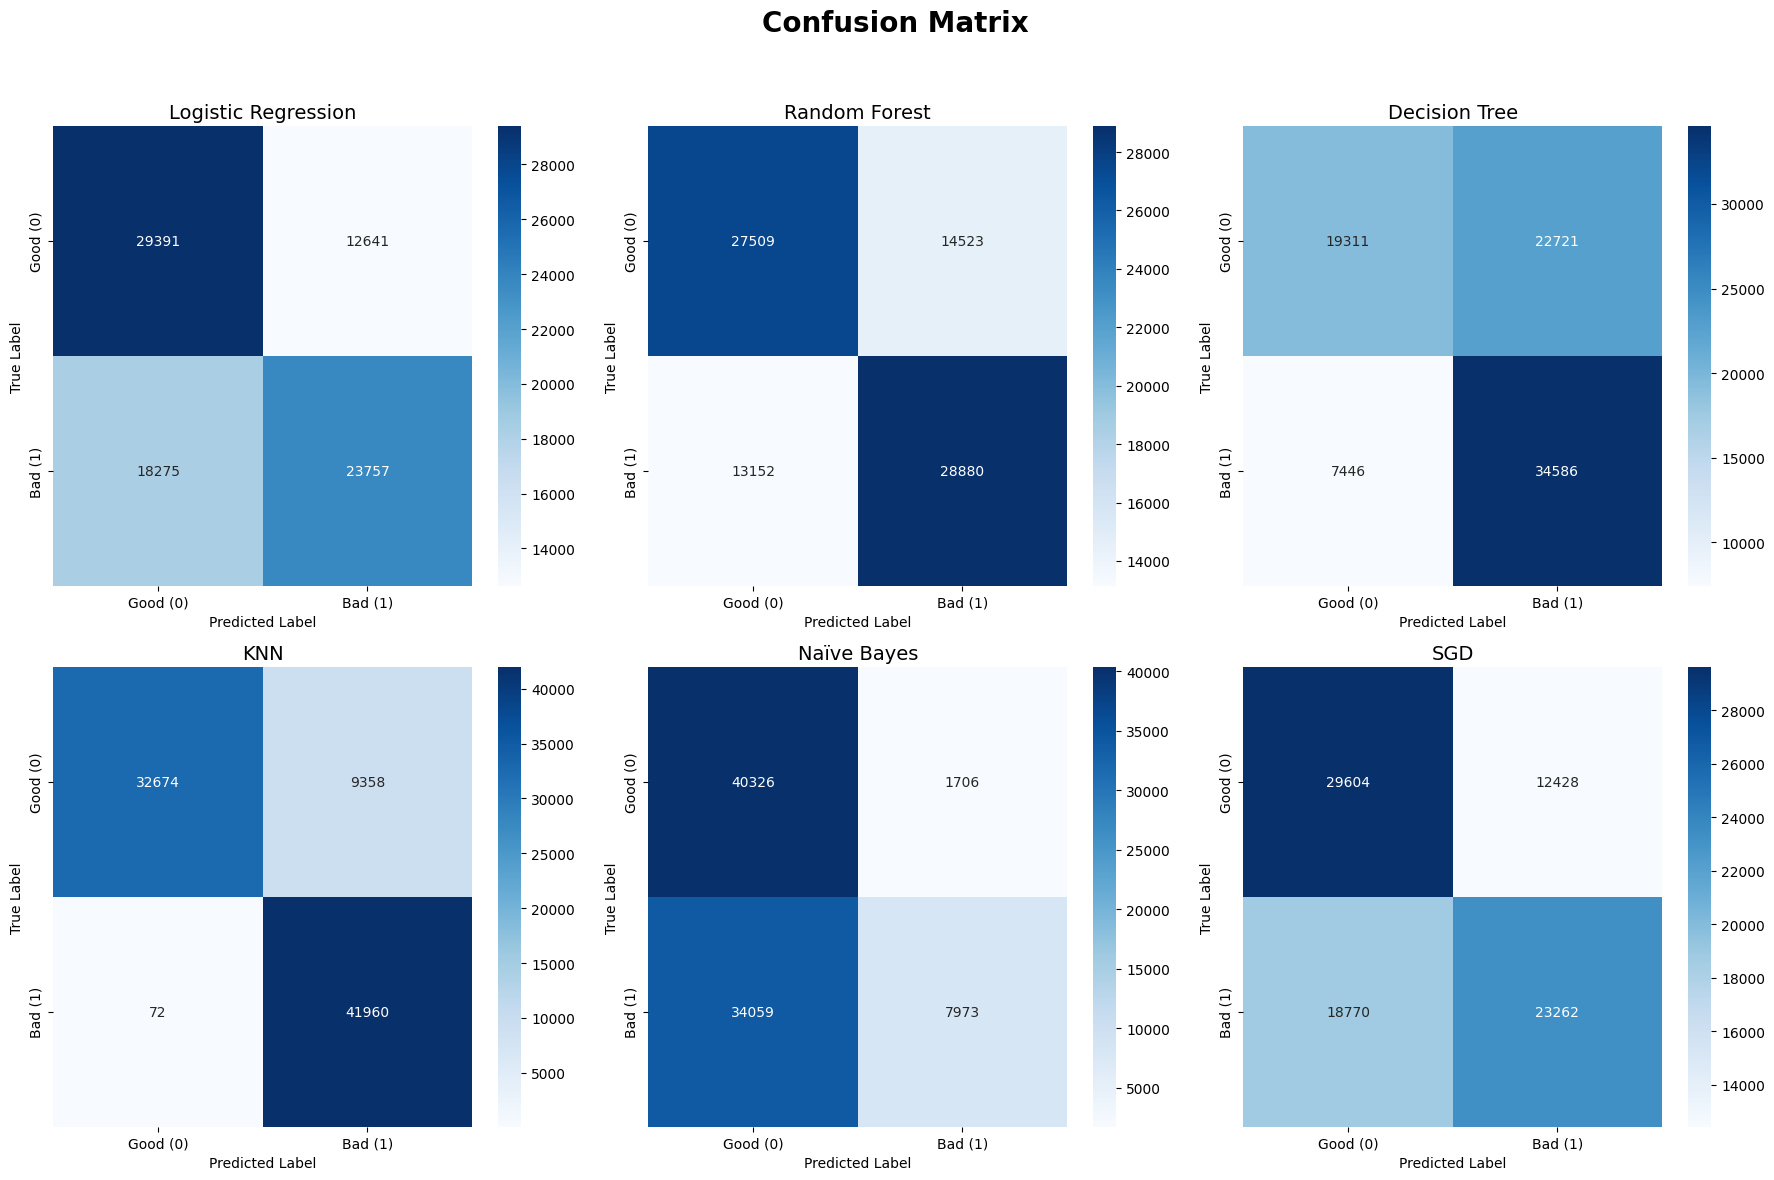 Confusion Matrix
Logistic Regression
Good (0)
Bad (1)
True Label
29391
12641
18275
23757
Good (0)
Bad (1)
Predicted Label
28000
26000
24000
22000
20000
18000
16000
14000
Random Forest
Good (0)
Bad (1)
True Label
27509
14523
13152
28880
Good (0)
Bad (1)
Predicted Label
28000
26000
24000
22000
20000
18000
16000
14000
Decision Tree
Good (0)
Bad (1)
True Label
19311
22721
7446
34586
Good (0)
Bad (1)
Predicted Label
30000
25000
20000
15000
10000
KNN
Good (0)
Bad (1)
True Label
32674
9358
72
41960
Good (0)
Bad (1)
Predicted Label
40000
35000
30000
25000
20000
15000
10000
5000
Naïve Bayes
Good (0)
Bad (1)
True Label
40326
1706
34059
7973
Good (0)
Bad (1)
Predicted Label
40000
35000
30000
25000
20000
15000
10000
5000
SGD
Good (0)
Bad (1)
True Label
29604
12428
18770
23262
Good (0)
Bad (1)
Predicted Label
28000
26000
24000
22000
20000
18000
16000
14000